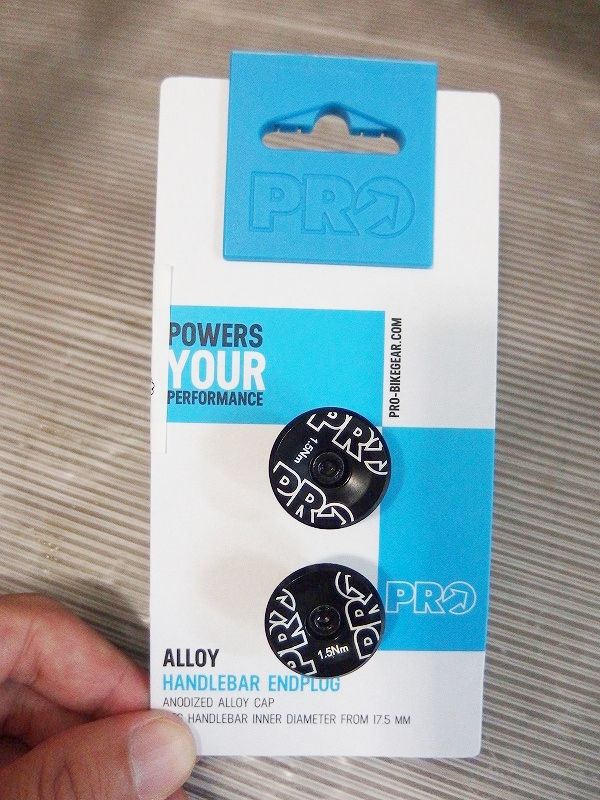 PRO
POWERS
YOUR
PERFORMANCE
PRO-BIKEGEAR.COM
PRO
1.5Nm
PRO
PRO
PRO
PRO
1.5Nm
ALLOY
HANDLEBAR ENDPLUG
ANODIZED ALLOY CAP
HANDLEBAR INNER DIAMETER FROM 17.5 MM